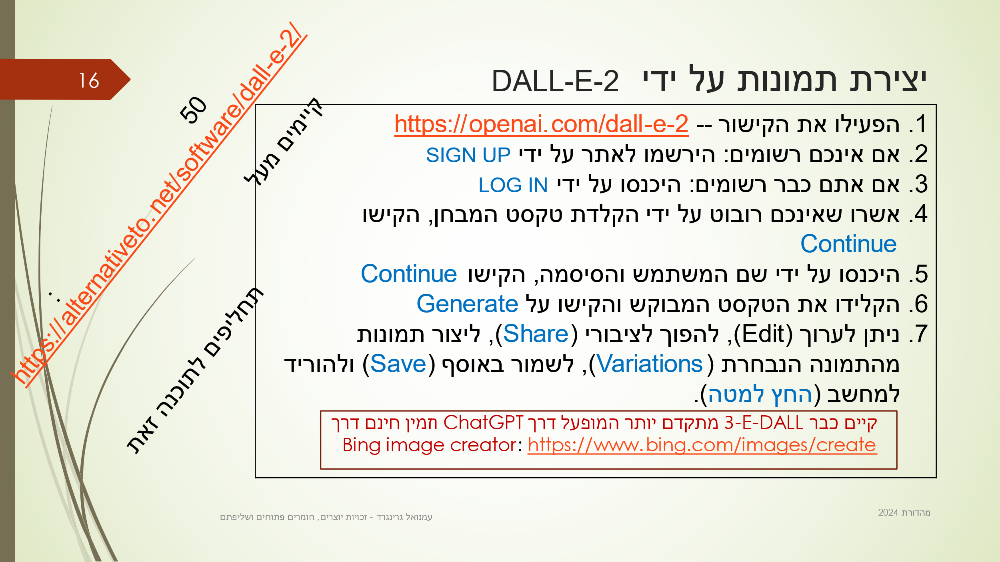 16
יצירת תמונות על ידי DALL-E-2
1. הפעילו את הקישור -- https://openai.com/dall-e-2
2. אם אינכם רשומים: הירשמו לאתר על ידי SIGN UP
3. אם אתם כבר רשומים: היכנסו על ידי LOG IN
4. אשרו שאינכם רובוט על ידי הקלדת טקסט המבחן, הקישו
Continue
5. היכנסו על ידי שם המשתמש והסיסמה, הקישו Continue
6. הקלידו את הטקסט המבוקש והקישו על Generate
7. ניתן לערוך (Edit), להפוך לציבורי (Share), ליצור תמונות
מהתמונה הנבחרת (Variations), לשמור באוסף (Save) ולהוריד
למחשב (החץ למטה).
קיים כבר 3-E-DALL מתקדם יותר המופעל דרך ChatGPT וזמין חינם דרך
Bing image creator: https://www.bing.com/images/create
קיימים מעל
50
תחליפים לתוכנה זאת
:
https://alternativeto.net/software/dall-e-2/
עמנואל גרינגרד - זכויות יוצרים, חומרים פתוחים ושליפתם
מהדורת 2024